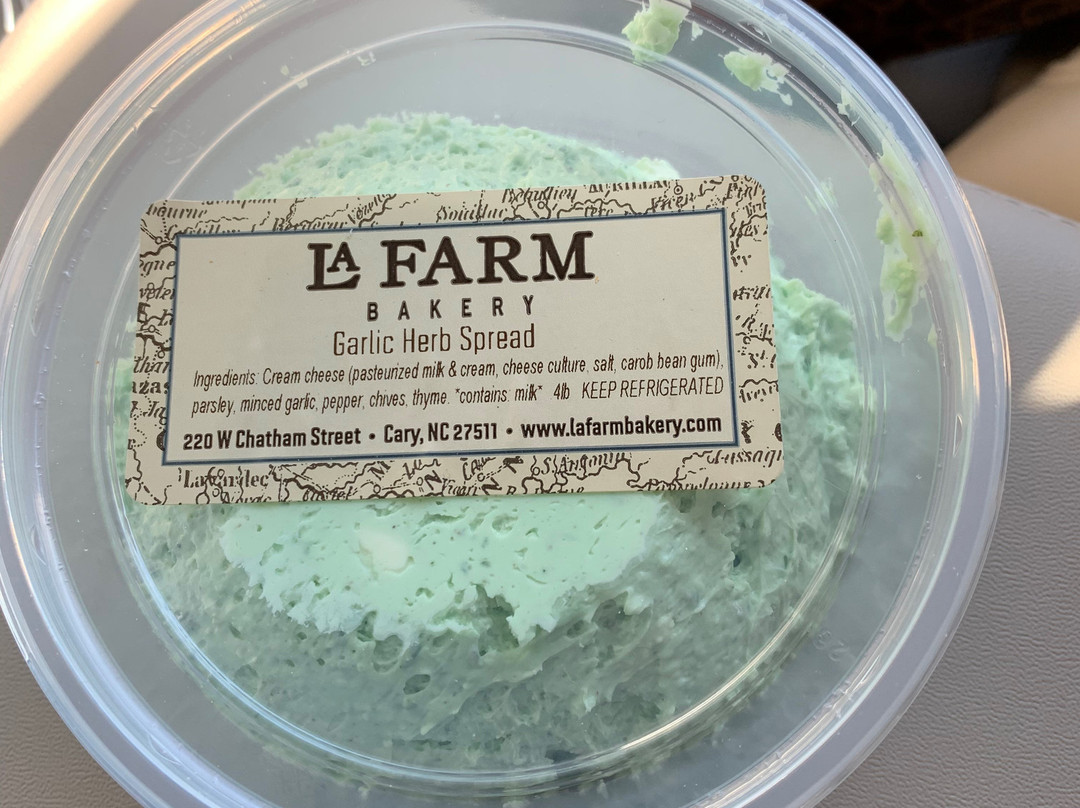 LA FARM
BAKERY
Garlic Herb Spread
Ingredients: Cream cheese (pasteurized milk & cream, cheese culture, salt, carob bean gum),
parsley, minced garlic, pepper, chives, thyme. *contains milk* 4lb KEEP REFRIGERATED
220 W Chatham Street • Cary, NC 27511 • www.lafarmbakery.com